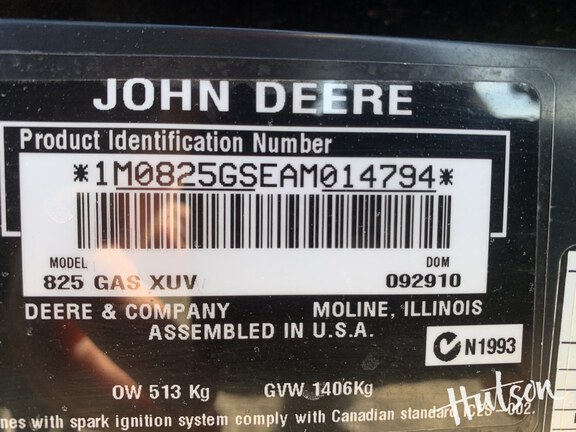 JOHN DEERE
Product Identification Number
*1M0825GSEAM014794*
MODEL DOM
825 GAS XUV 092910
DEERE & COMPANY MOLINE, ILLINOIS
ASSEMBLED IN U.S.A.
N1993
OW 513 Kg GVW 1406Kg
Hutson
nes with spark ignition system comply with Canadian standard 002.